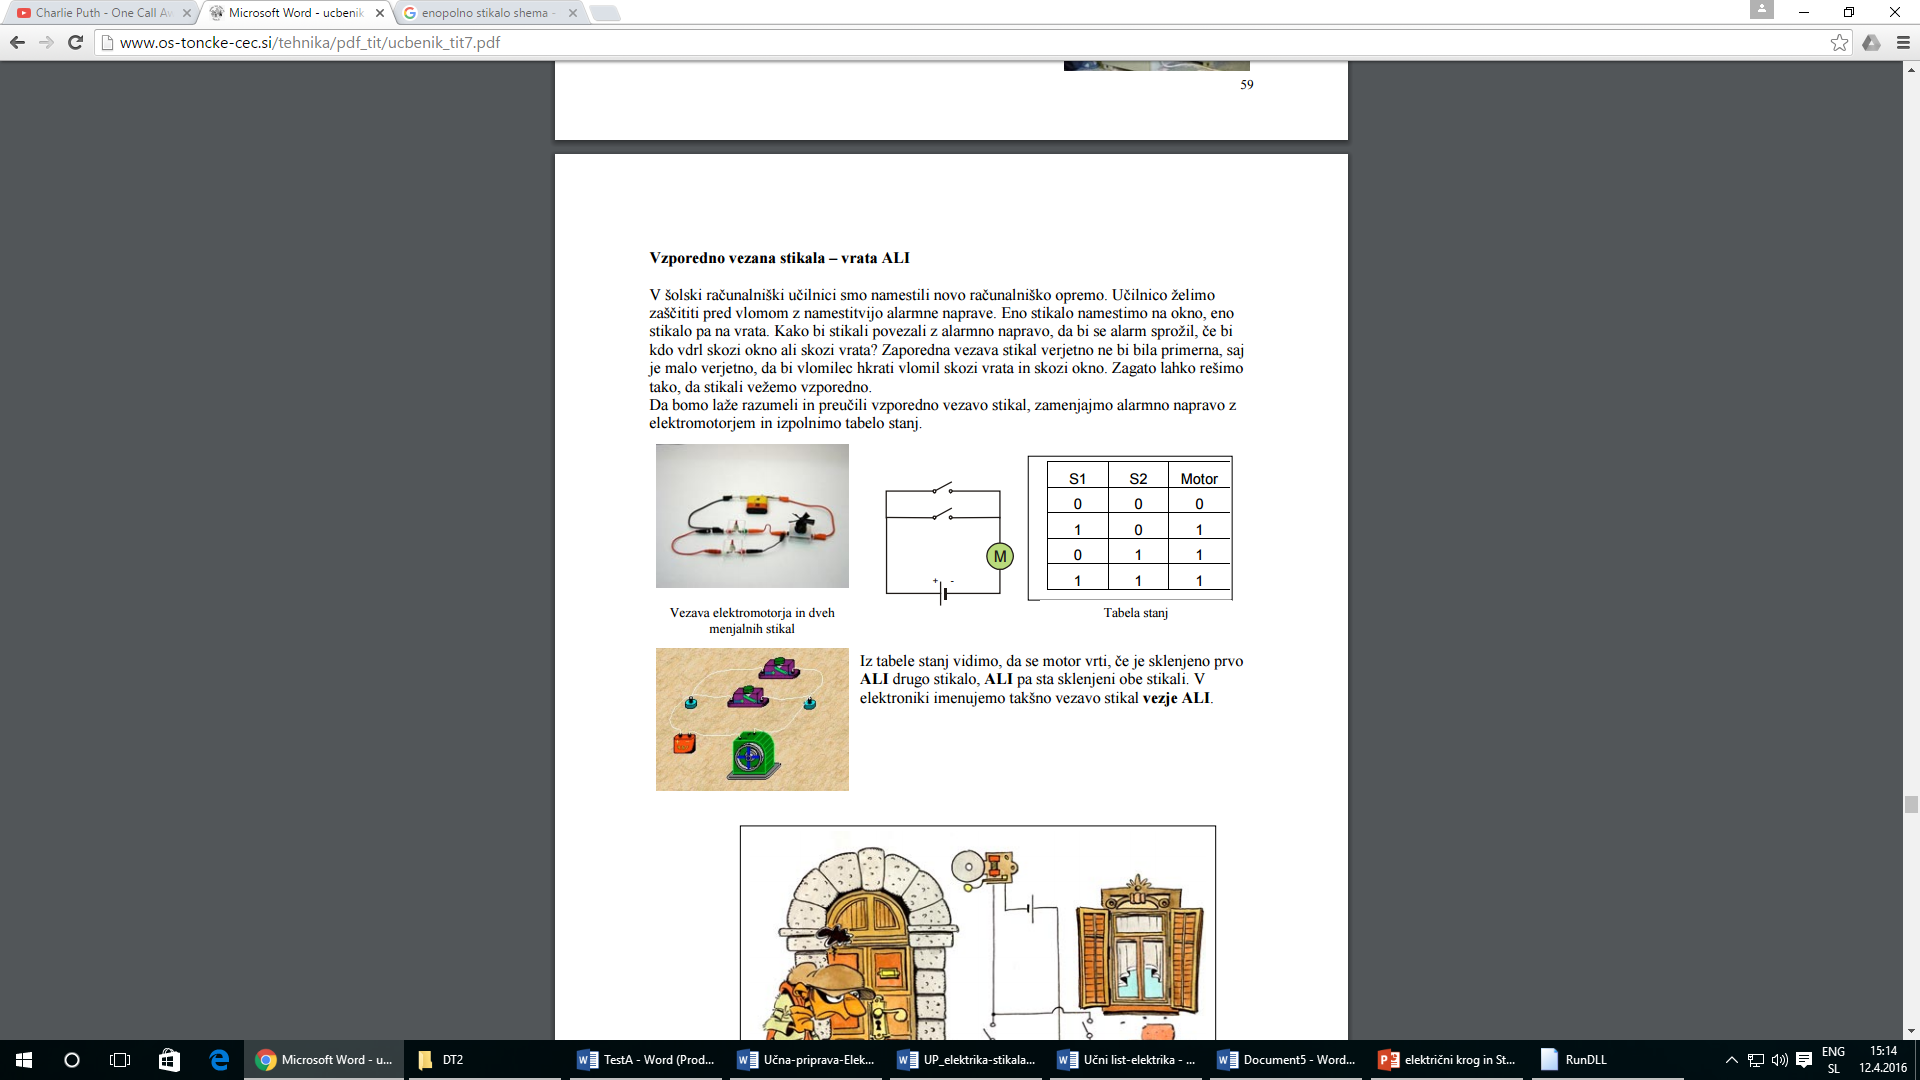 Charlie Puth - One Call Aw
Microsoft Word - ucbenik
enopolno stikalo shema -
www.os-toncke-cec.si/tehnika/pdf_tit/ucbenik_tit7.pdf
59
Vzporedno vezana stikala – vrata ALI
V šolski računalniški učilnici smo namestili novo računalniško opremo. Učilnico želimo
zaščititi pred vlomom z namestitvijo alarmne naprave. Eno stikalo namestimo na okno, eno
stikalo pa na vrata. Kako bi stikali povezali z alarmno napravo, da bi se alarm sprožil, če bi
kdo vdrl skozi okno ali skozi vrata? Zaporedna vezava stikal verjetno ne bi bila primerna, saj
je malo verjetno, da bi vlomilec hkrati vlomil skozi vrata in skozi okno. Zagato lahko rešimo
tako, da stikali vežemo vzporedno.
Da bomo laže razumeli in preučili vzporedno vezavo stikal, zamenjajmo alarmno napravo z
elektromotorjem in izpolnimo tabelo stanj.
M
+ -
S1 S2 Motor
0 0 0
1 0 1
0 1 1
1 1 1
Vezava elektromotorja in dveh
menjalnih stikal
Tabela stanj
Iz tabele stanj vidimo, da se motor vrti, če je sklenjeno prvo
ALI drugo stikalo, ALI pa sta sklenjeni obe stikali. V
elektroniki imenujemo takšno vezavo stikal vezje ALI.
Microsoft Word - u...
DT2
TestA - Word (Prod...
Učna-priprava-Elek...
UP_elektrika-stikala...
Učni list-elektrika - ...
Document5 - Word...
električni krog in St...
RunDLL
ENG
SL
15:14
12.4.2016